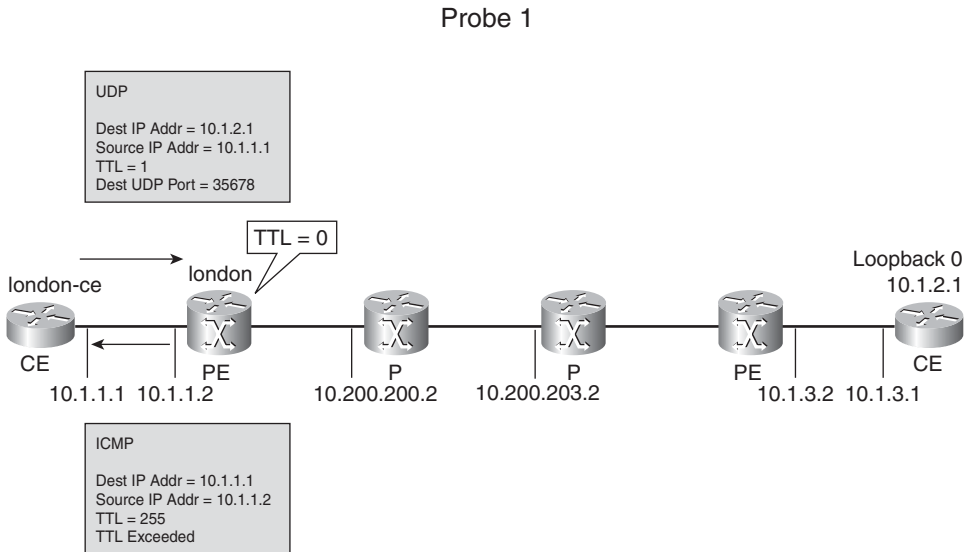 Probe 1
UDP
Dest IP Addr = 10.1.2.1
Source IP Addr = 10.1.1.1
TTL = 1
Dest UDP Port = 35678
TTL = 0
london-ce
london
Loopback 0
10.1.2.1
CE
PE
P
P
PE
CE
10.1.1.1
10.1.1.2
10.200.200.2
10.200.203.2
10.1.3.2
10.1.3.1
ICMP
Dest IP Addr = 10.1.1.1
Source IP Addr = 10.1.1.2
TTL = 255
TTL Exceeded